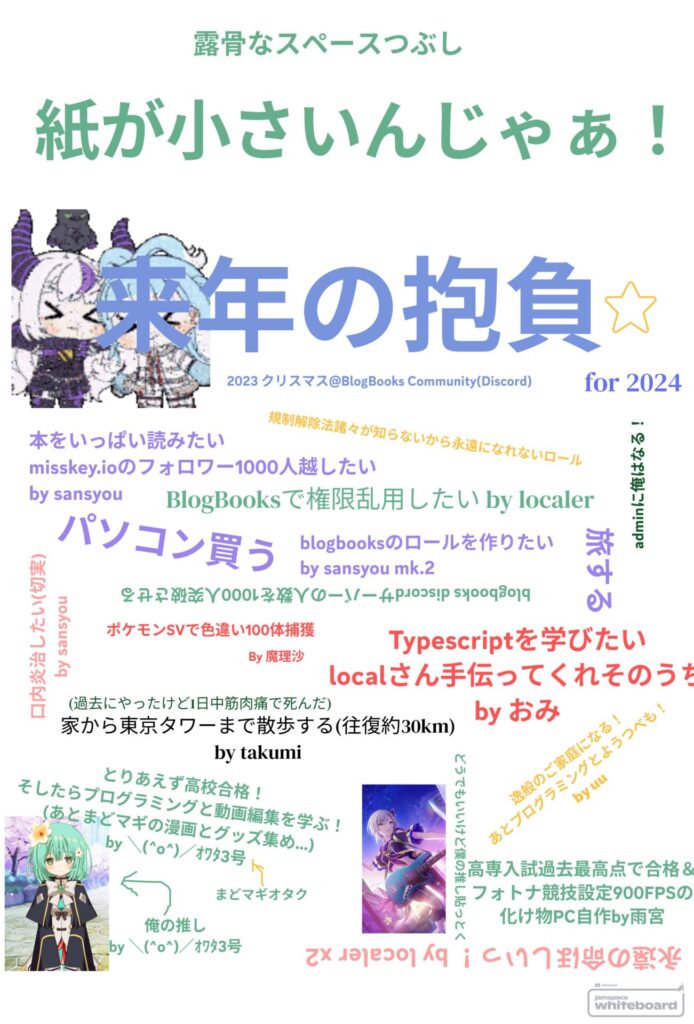 露骨なスペースつぶし
紙が小さいんじゃぁ！
来年の抱負
2023 クリスマス@BlogBooks Community(Discord)
for 2024
規制解除法諸々が知らないから永遠になれないロール
adminに俺はなる！
本をいっぱい読みたい
misskey.ioのフォロワー1000人越したい
by sansyou
BlogBooksで権限乱用したい by localer
パソコン買う
blogbooksのロールを作りたい
by sansyou mk.2
旅する
blogbooks discordサーバーの人数を1000人突破させる
口内炎治したい(切実)
by sansyou
ポケモンSVで色違い100体捕獲
By 魔理沙
Typescriptを学びたい
localさん手伝ってくれそのうち
by おみ
(過去にやったけど1日中筋肉痛で死んだ)
家から東京タワーまで散歩する(往復約30km)
by takumi
逸般のご家庭になる！
あとプログラミングとようつべも！
by uu
とりあえず高校合格！
そしたらプログラミングと動画編集を学ぶ！
(あとまどマギの漫画とグッズ集め...)
by ＼(^o^)／ｵﾜﾀ3号
まどマギオタク
俺の推し
by ＼(^o^)／ｵﾜﾀ3号
どうでもいいけど僕の推し貼っとく
高専入試過去最高点で合格＆
フォトナ競技設定900FPSの
化け物PC自作by雨宮
永遠の命ほしいっ！ by localer x2
jamspace
whiteboard